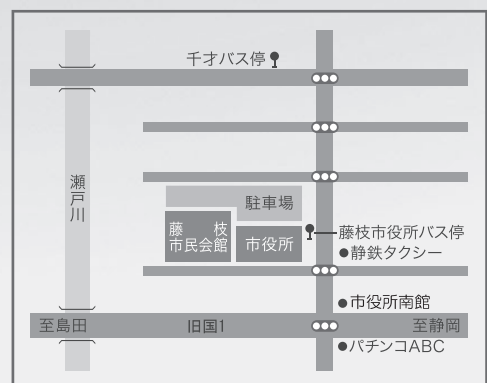 千才バス停
瀬戸川
駐車場
藤枝
市民会館
市役所
藤枝市役所バス停
●静鉄タクシー
●市役所南館
至島田
旧国1
至静岡
●パチンコABC